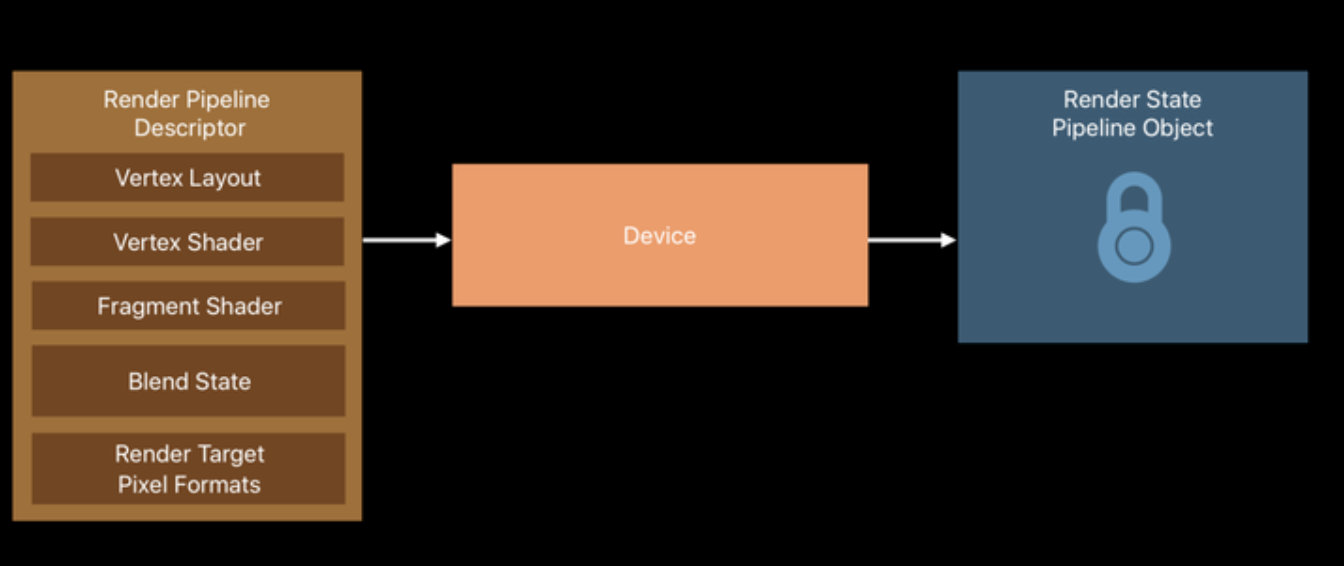 Render Pipeline
Descriptor
Vertex Layout
Vertex Shader
Fragment Shader
Blend State
Render Target
Pixel Formats
Device
Render State
Pipeline Object